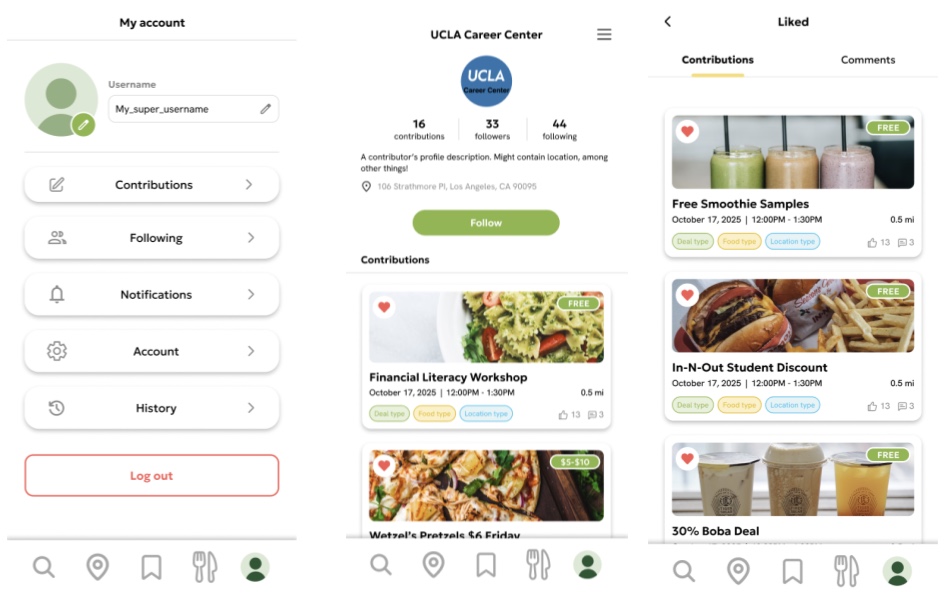 My account
Username
My_super_username
Contributions
Following
Notifications
Account
History
Log out
UCLA Career Center
UCLA
Career Center
16
contributions
33
followers
44
following
A contributor's profile description. Might contain location, among
other things!
106 Strathmore Pl, Los Angeles, CA 90095
Follow
Contributions
FREE
Financial Literacy Workshop
October 17, 2025 | 12:00PM - 1:30PM
0.5 mi
Deal type
Food type
Location type
13
3
$5-$10
Wetzel's Pretzels $6 Friday
Liked
Contributions
Comments
FREE
Free Smoothie Samples
October 17, 2025 | 12:00PM - 1:30PM
0.5 mi
Deal type
Food type
Location type
13
3
FREE
In-N-Out Student Discount
October 17, 2025 | 12:00PM - 1:30PM
0.5 mi
Deal type
Food type
Location type
13
3
FREE
30% Boba Deal